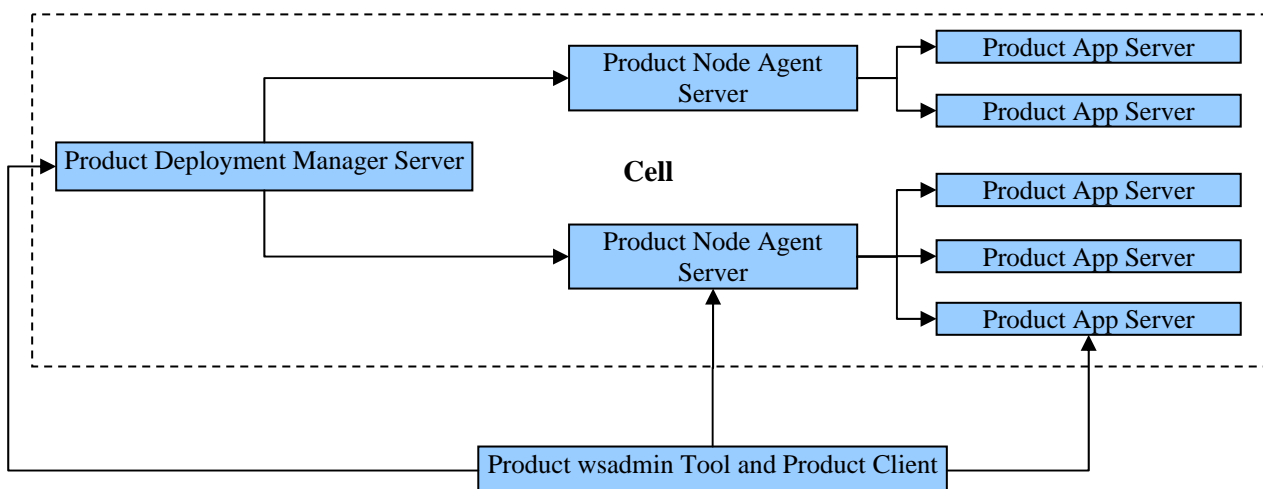 Product App Server
Product Node Agent
Server
Product App Server
Product Deployment Manager Server
Cell
Product App Server
Product Node Agent
Server
Product App Server
Product App Server
Product wsadmin Tool and Product Client